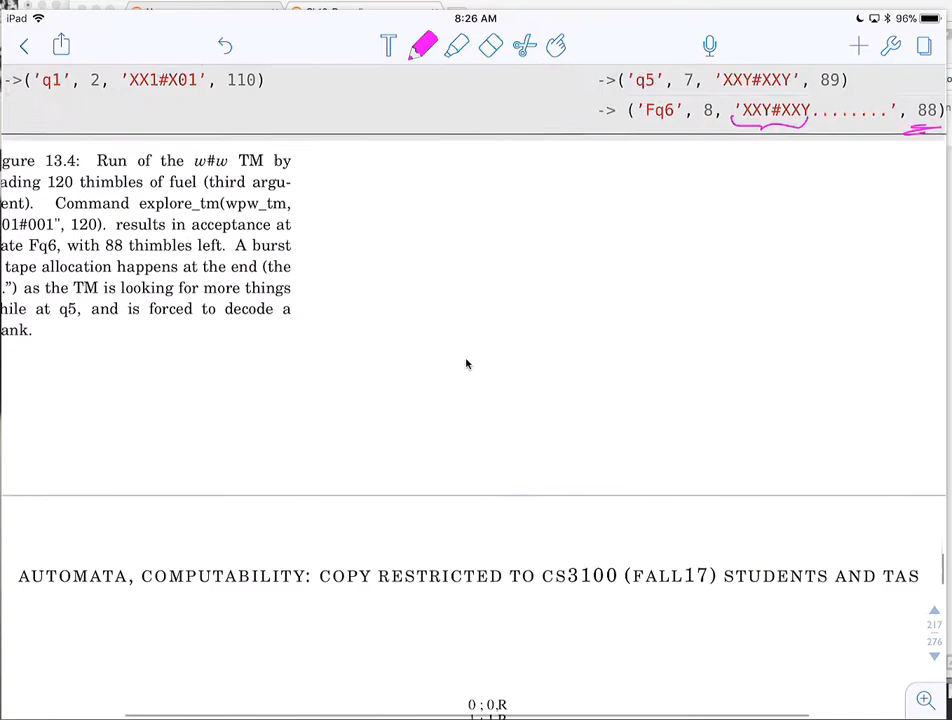 iPad
8:26 AM
96%
->('q1', 2, 'XX1#X01', 110)
->('q5', 7, 'XXY#XXY', 89)
-> ('Fq6', 8, 'XXY#XXY........', 88)
gure 13.4: Run of the w#w TM by
ading 120 thimbles of fuel (third argu-
ent). Command explore_tm(wpw_tm,
01#001", 120). results in acceptance at
ate Fq6, with 88 thimbles left. A burst
tape allocation happens at the end (the
.”) as the TM is looking for more things
hile at q5, and is forced to decode a
ank.
AUTOMATA, COMPUTABILITY: COPY RESTRICTED TO CS3100 (FALL17) STUDENTS AND TAS
217
276
0 ; 0,R
1 ; 1,R